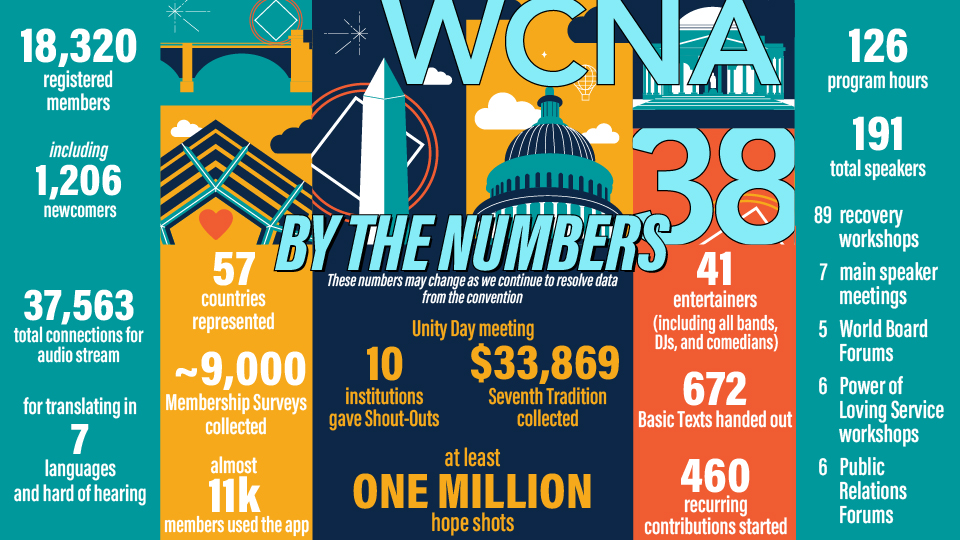 WCNA
38
BY THE NUMBERS
These numbers may change as we continue to resolve data
from the convention
18,320
registered
members
including
1,206
newcomers
37,563
total connections for
audio stream
for translating in
7
languages
and hard of hearing
57
countries
represented
~9,000
Membership Surveys
collected
almost
11k
members used the app
Unity Day meeting
10
institutions
gave Shout-Outs
$33,869
Seventh Tradition
collected
at least
ONE MILLION
hope shots
41
entertainers
(including all bands,
DJs, and comedians)
672
Basic Texts handed out
460
recurring
contributions started
126
program hours
191
total speakers
89 recovery
workshops
7 main speaker
meetings
5 World Board
Forums
6 Power of
Loving Service
workshops
6 Public
Relations
Forums